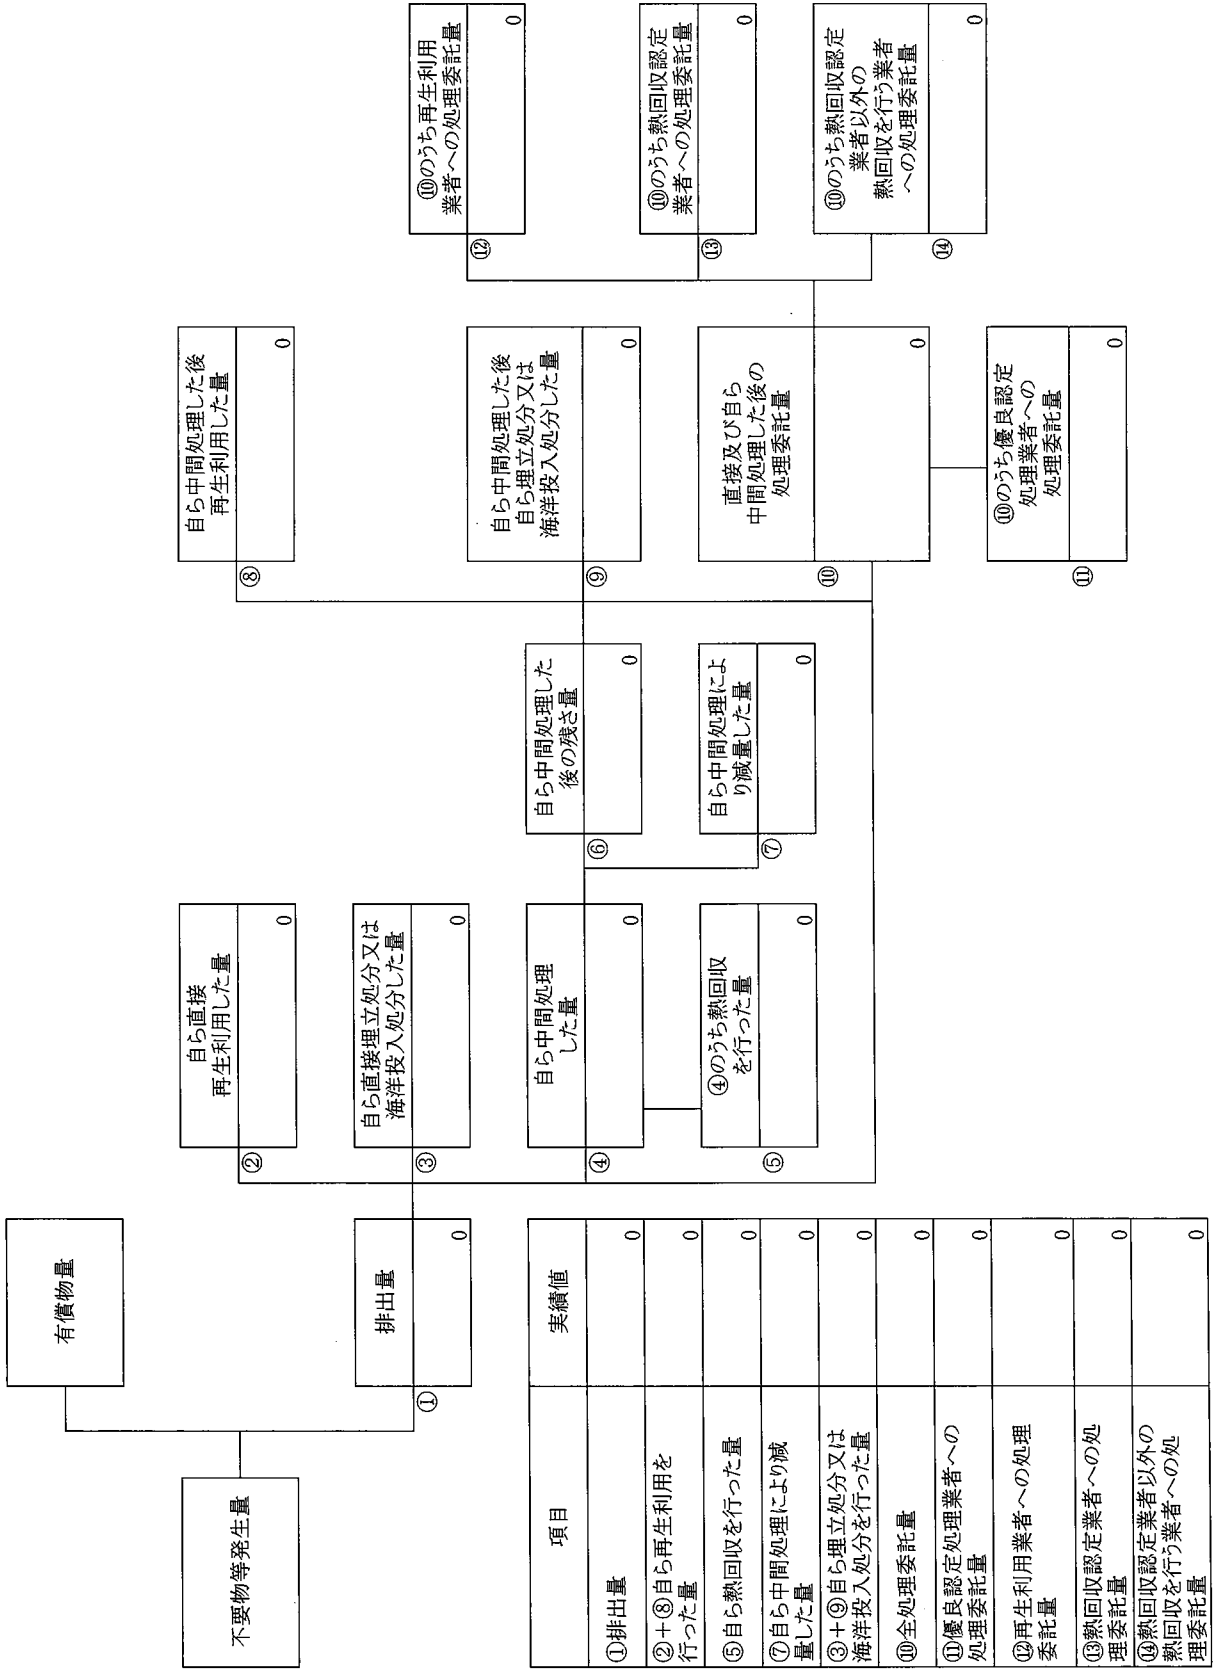 不要物等発生量
有償物量
①
排出量
0
②
自ら直接
再生利用した量
0
③
自ら直接埋立処分又は
海洋投入処分した量
0
④
自ら中間処理
した量
0
⑤
④のうち熱回収
を行った量
0
⑥
自ら中間処理した
後の残さ量
0
⑦
自ら中間処理によ
り減量した量
0
⑧
自ら中間処理した後
再生利用した量
0
⑨
自ら中間処理した後
自ら埋立処分又は
海洋投入処分した量
0
⑩
直接及び自ら
中間処理した後の
処理委託量
0
⑪
⑩のうち優良認定
処理業者への
処理委託量
0
⑫
⑩のうち再生利用
業者への処理委託量
0
⑬
⑩のうち熱回収認定
業者への処理委託量
0
⑭
⑩のうち熱回収認定
業者以外の
熱回収を行う業者
への処理委託量
0
項目 実績値
①排出量 0
②+⑧自ら再生利用を
行った量 0
⑤自ら熱回収を行った量 0
⑦自ら中間処理により減
量した量 0
③+⑨自ら埋立処分又は
海洋投入処分を行った量 0
⑩全処理委託量 0
⑪優良認定処理業者への
処理委託量 0
⑫再生利用業者への処理
委託量 0
⑬熱回収認定業者への処
理委託量 0
⑭熱回収認定業者以外の
熱回収を行う業者への処
理委託量 0